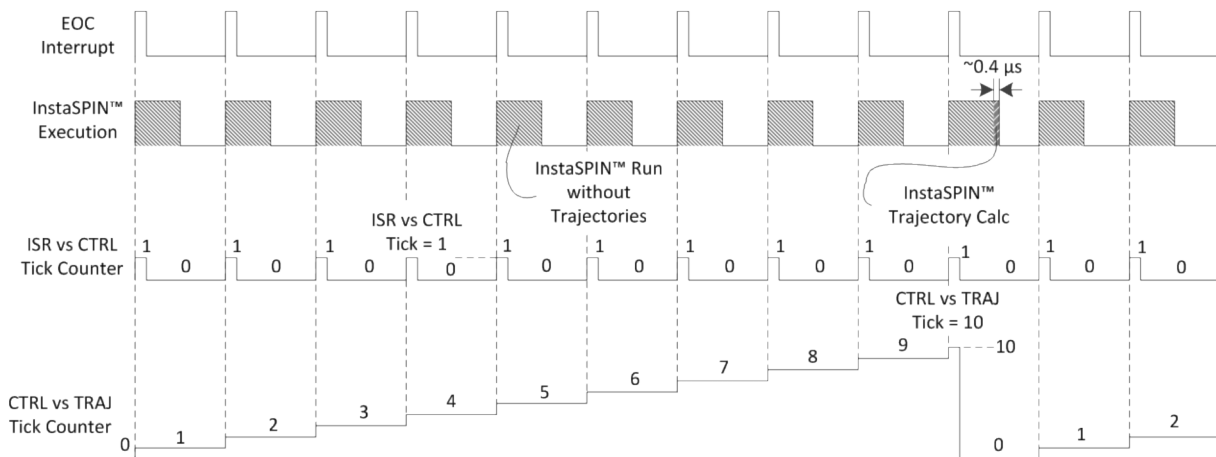 EOC
Interrupt
~0.4 µs
InstaSPIN™
Execution
InstaSPIN™ Run
without
Trajectories
InstaSPIN™
Trajectory Calc
ISR vs CTRL
Tick = 1
ISR vs CTRL
Tick Counter
1 1 1 1 1 1 1 1 1 1 1
0 0 0 0 0 0 0 0 0 0 0 0
CTRL vs TRAJ
Tick = 10
10
CTRL vs TRAJ
Tick Counter
0 1 2 3 4 5 6 7 8 9 0 1 2